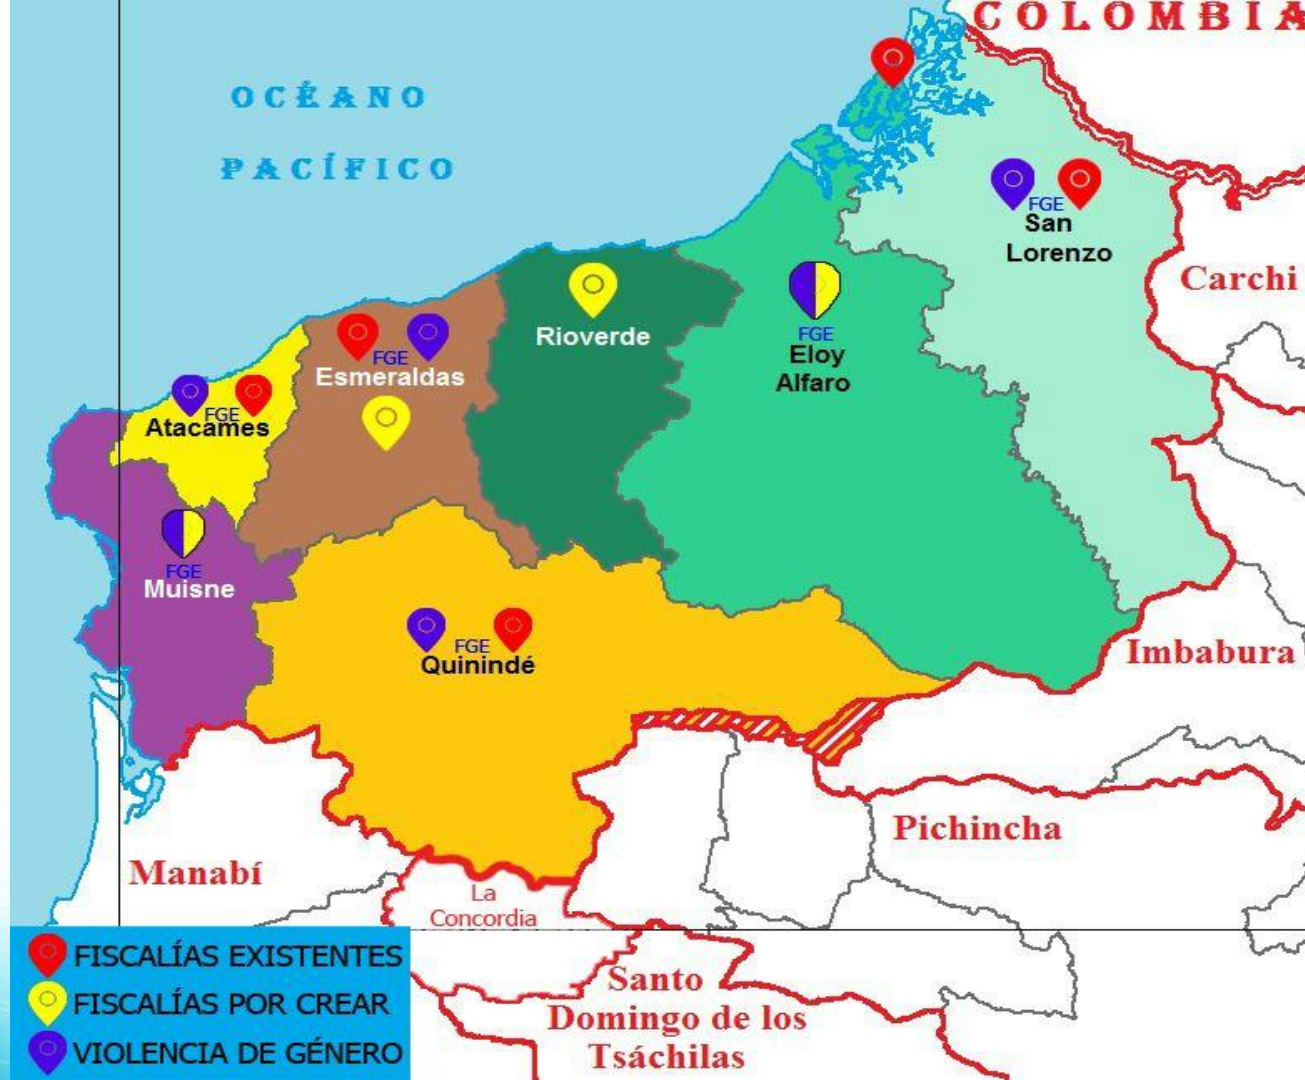 COLOMBIA
OCÉANO
PACÍFICO
FGE
San
Lorenzo
Carchi
Rioverde
FGE
Eloy
Alfaro
FGE
Esmeraldas
FGE
Atacames
FGE
Muisne
FGE
Quinindé
Imbabura
Pichincha
Manabí
La
Concordia
Santo
Domingo de los
Tsáchilas
FISCALÍAS EXISTENTES
FISCALÍAS POR CREAR
VIOLENCIA DE GÉNERO